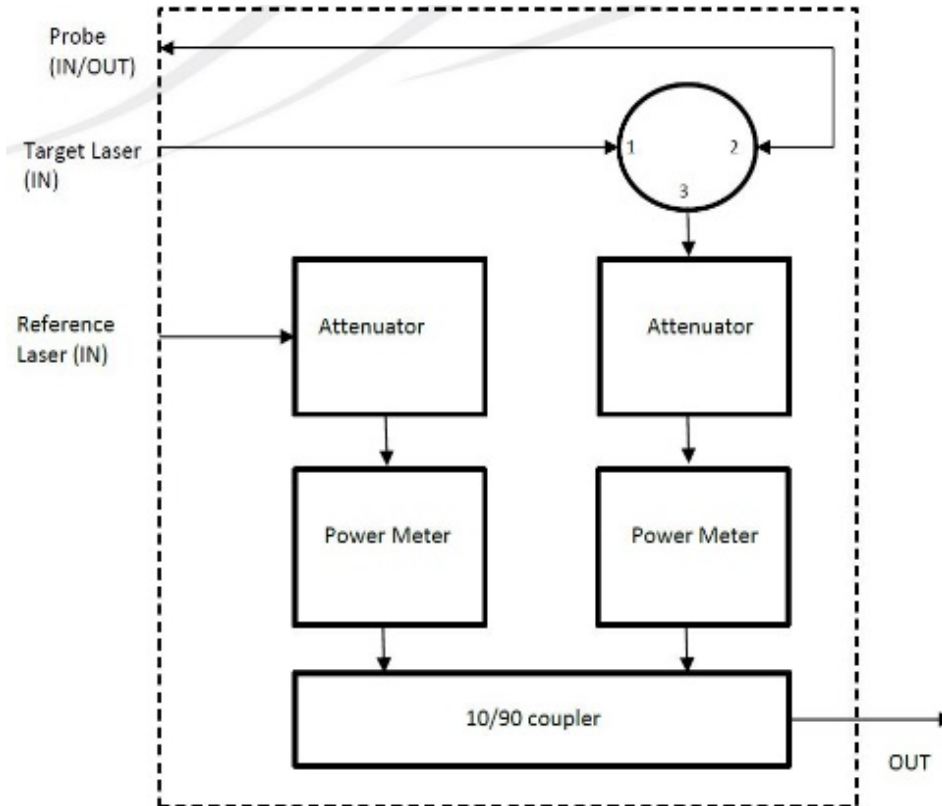 Probe
(IN/OUT)
Target Laser
(IN)
1
2
3
Reference
Laser (IN)
Attenuator
Attenuator
Power Meter
Power Meter
10/90 coupler
OUT